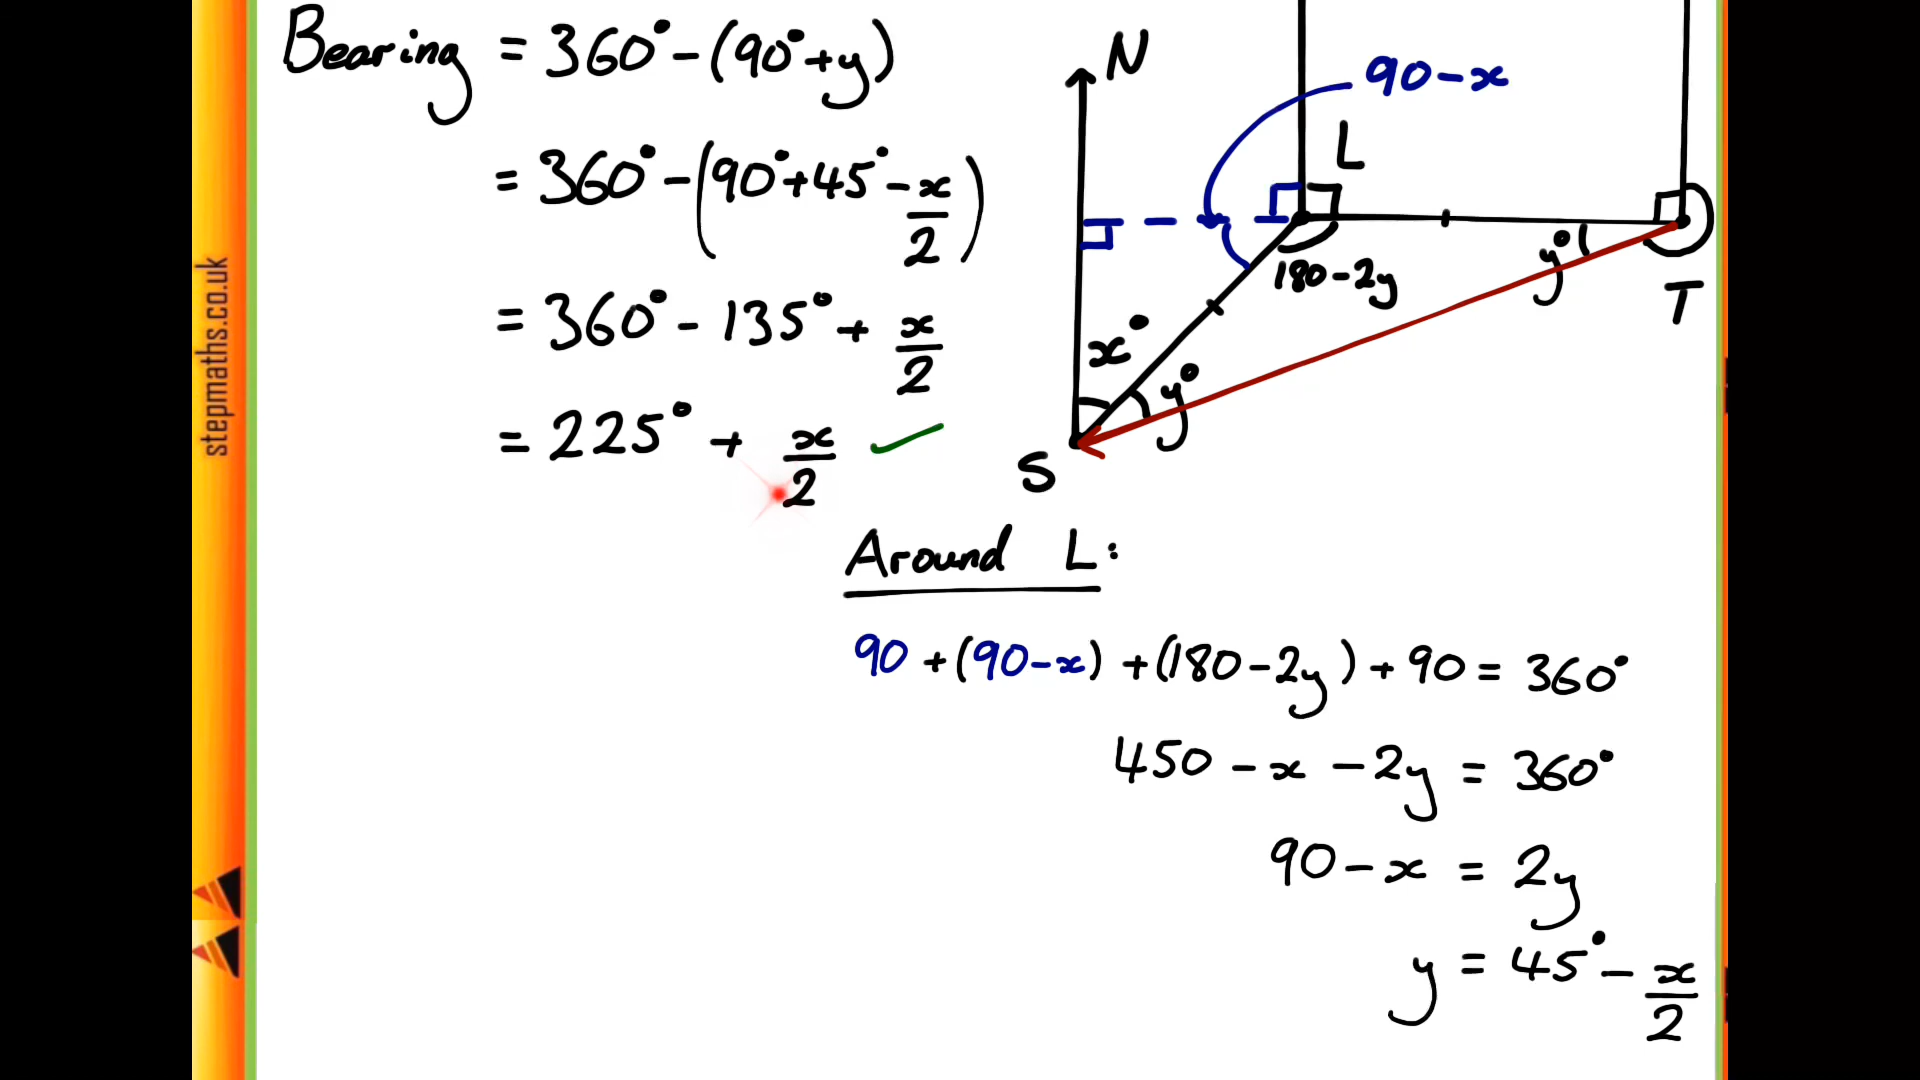 Bearing = 360° - (90° + y)
= 360° - (90° + 45° - x/2)
= 360° - 135° + x/2
= 225° + x/2
N
90 - x
L
180 - 2y
y°
T
x°
y°
S
Around L:
90 + (90 - x) + (180 - 2y) + 90 = 360°
450 - x - 2y = 360°
90 - x = 2y
y = 45° - x/2
stepmaths.co.uk